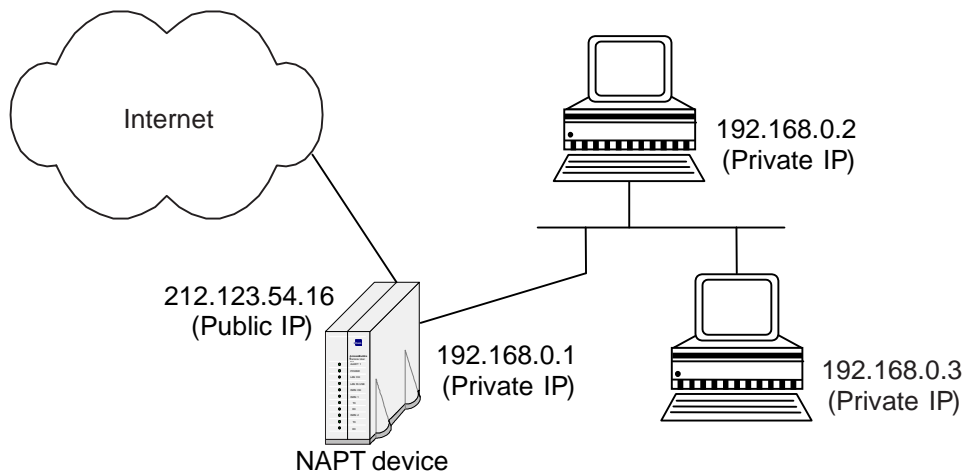 Internet
192.168.0.2
(Private IP)
212.123.54.16
(Public IP)
192.168.0.1
(Private IP)
192.168.0.3
(Private IP)
NAPT device